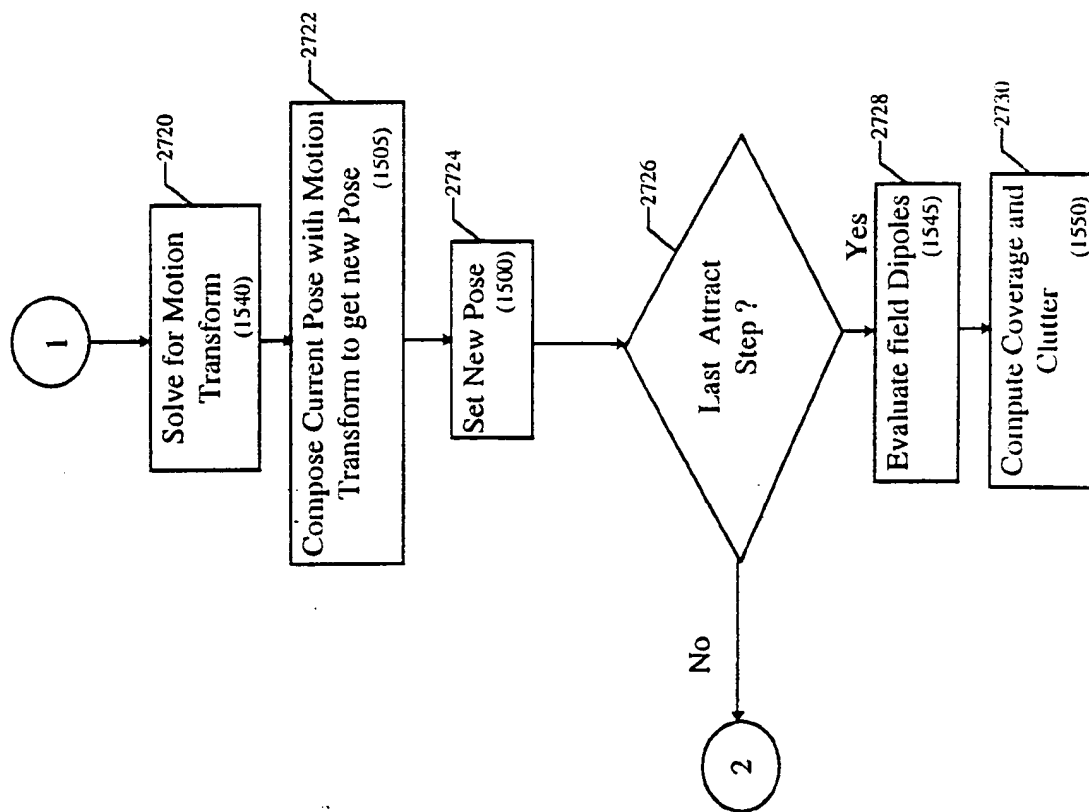 1
2720
Solve for Motion
Transform
(1540)
2722
Compose Current Pose with Motion
Transform to get new Pose
(1505)
2724
Set New Pose
(1500)
2726
Last Attract
Step ?
No
2
Yes
2728
Evaluate field Dipoles
(1545)
2730
Compute Coverage and
Clutter
(1550)